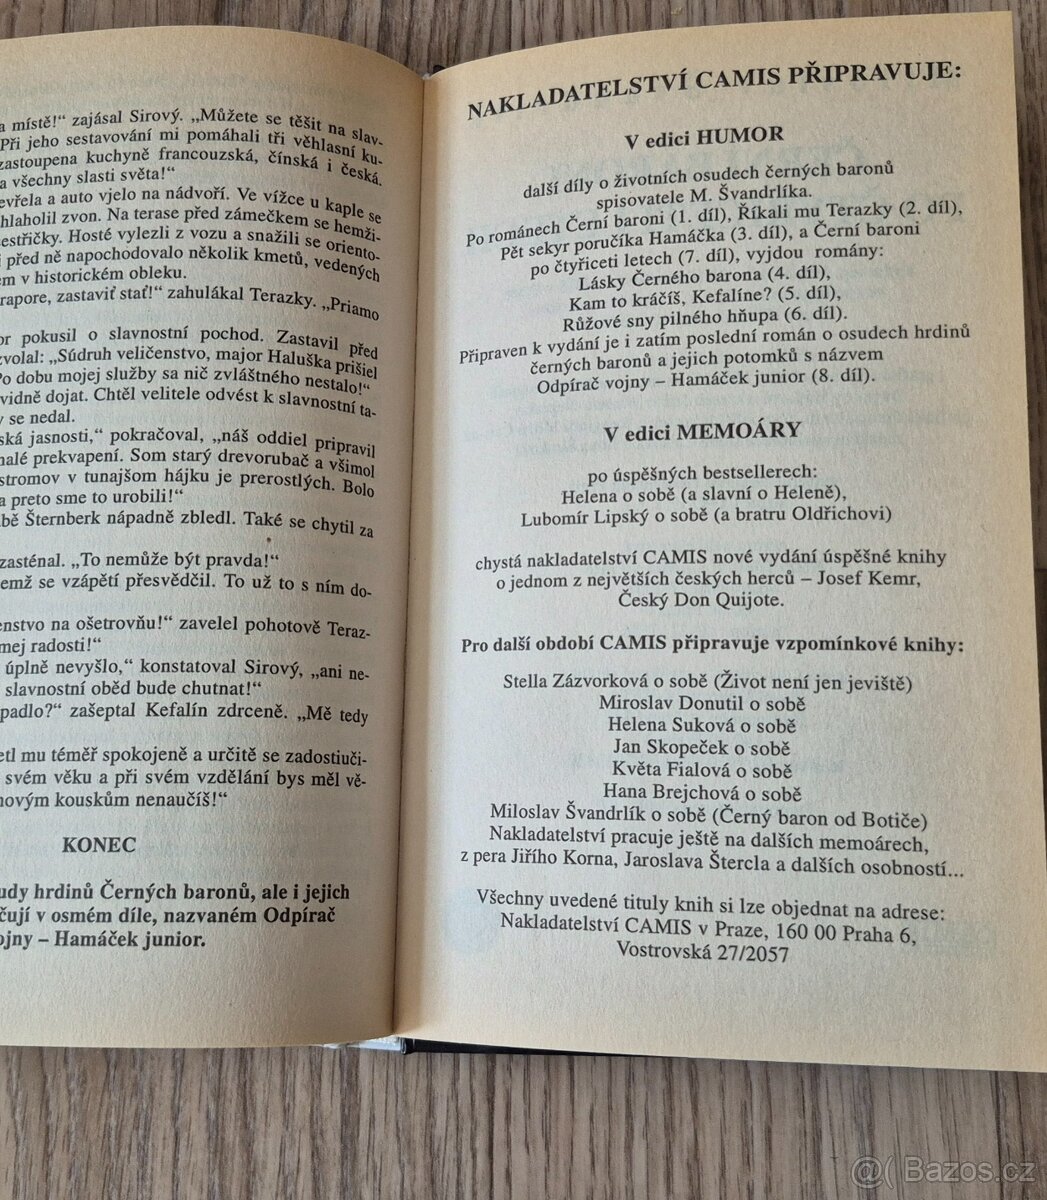 a místě!“ zajásal Sirový. „Můžete se těšit na slav-
Při jeho sestavování mi pomáhali tři věhlasní ku-
zastoupena kuchyně francouzská, čínská i česká.
a všechny slasti světa!“
evřela a auto vjelo na nádvoří. Ve vížce u kaple se
hlaholil zvon. Na terase před zámečkem se hemži-
estřičky. Hosté vylezli z vozu a snažili se oriento-
i před ně napochodovalo několik kmetů, vedených
em v historickém obleku.
rapore, zastaviť stať!“ zahulákal Terazky. „Priamo
or pokusil o slavnostní pochod. Zastavil před
zvolal: „Súdruh veličenstvo, major Haluška prišiel
Po dobu mojej služby sa nič zvláštneho nestalo!“
vidně dojat. Chtěl velitele odvést k slavnostní ta-
y se nedal.
ská jasnosti,“ pokračoval, „náš oddiel pripravil
malé prekvapení. Som starý drevorubač a všimol
stromov v tunajšom hájku je prerostlých. Bolo
a preto sme to urobili!“
bě Šternberk nápadně zbledl. Také se chytil za
zasténal. „To nemůže být pravda!“
emž se vzápětí přesvědčil. To už to s ním do-
enstvo na ošetrovňu!“ zavelel pohotově Teraz-
mej radosti!“
úplně nevyšlo,“ konstatoval Sirový, „ani ne-
slavnostní oběd bude chutnat!“
padlo?“ zašeptal Kefalín zdrceně. „Mě tedy
etl mu téměř spokojeně a určitě se zadostiuči-
svém věku a při svém vzdělání bys měl vě-
novým kouskům nenaučíš!“
KONEC
udy hrdinů Černých baronů, ale i jejich
čují v osmém díle, nazvaném Odpírač
vojny – Hamáček junior.
NAKLADATELSTVÍ CAMIS PŘIPRAVUJE:
V edici HUMOR
další díly o životních osudech černých baronů
spisovatele M. Švandrlíka.
Po románech Černí baroni (1. díl), Říkali mu Terazky (2. díl),
Pět sekyr poručíka Hamáčka (3. díl), a Černí baroni
po čtyřiceti letech (7. díl), vyjdou romány:
Lásky Černého barona (4. díl),
Kam to kráčíš, Kefalíne? (5. díl),
Růžové sny pilného hňupa (6. díl).
Připraven k vydání je i zatím poslední román o osudech hrdinů
černých baronů a jejich potomků s názvem
Odpírač vojny – Hamáček junior (8. díl).
V edici MEMOÁRY
po úspěšných bestsellerech:
Helena o sobě (a slavní o Heleně),
Lubomír Lipský o sobě (a bratru Oldřichovi)
chystá nakladatelství CAMIS nové vydání úspěšné knihy
o jednom z největších českých herců – Josef Kemr,
Český Don Quijote.
Pro další období CAMIS připravuje vzpomínkové knihy:
Stella Zázvorková o sobě (Život není jen jeviště)
Miroslav Donutil o sobě
Helena Suková o sobě
Jan Skopeček o sobě
Květa Fialová o sobě
Hana Brejchová o sobě
Miloslav Švandrlík o sobě (Černý baron od Botiče)
Nakladatelství pracuje ještě na dalších memoárech,
z pera Jiřího Korna, Jaroslava Štercla a dalších osobností...
Všechny uvedené tituly knih si lze objednat na adrese:
Nakladatelství CAMIS v Praze, 160 00 Praha 6,
Vostrovská 27/2057
@( Bazos.cz